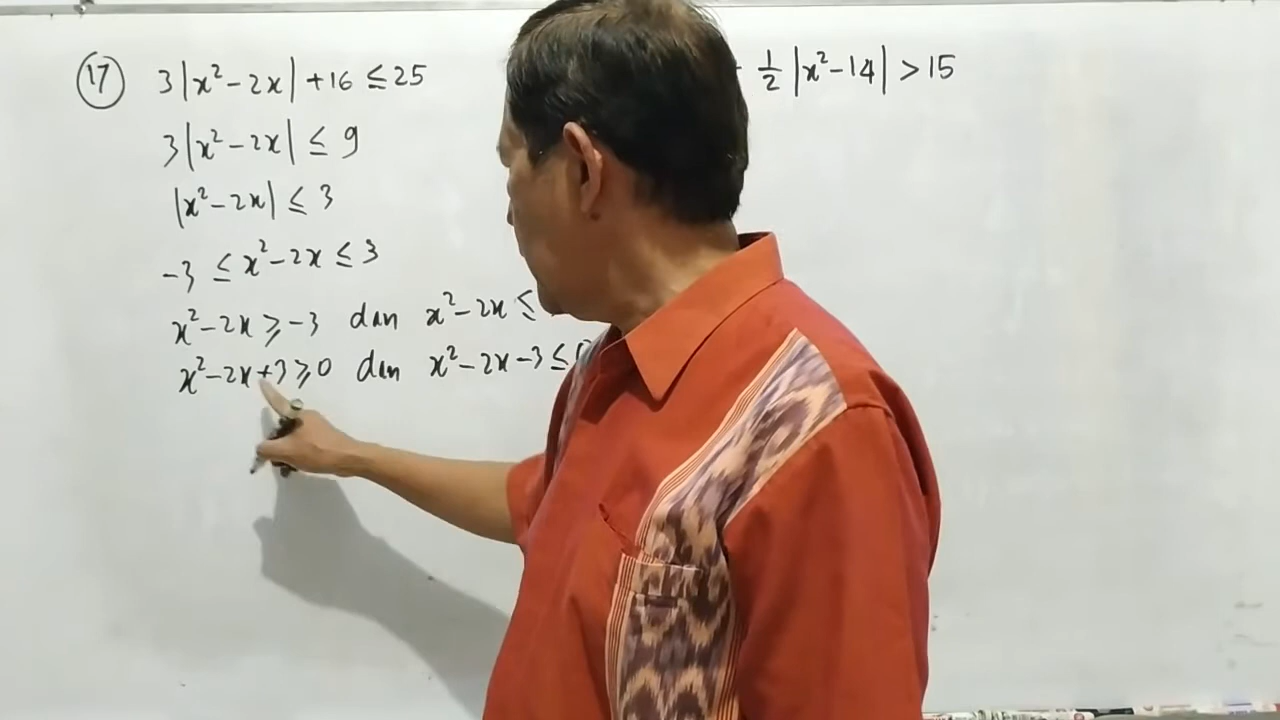 17 3|x² - 2x| + 16 ≤ 25
3|x² - 2x| ≤ 9
|x² - 2x| ≤ 3
-3 ≤ x² - 2x ≤ 3
x² - 2x ≥ -3 dan x² - 2x ≤
x² - 2x + 3 ≥ 0 dan x² - 2x - 3 ≤ 0
½ |x² - 14| > 15